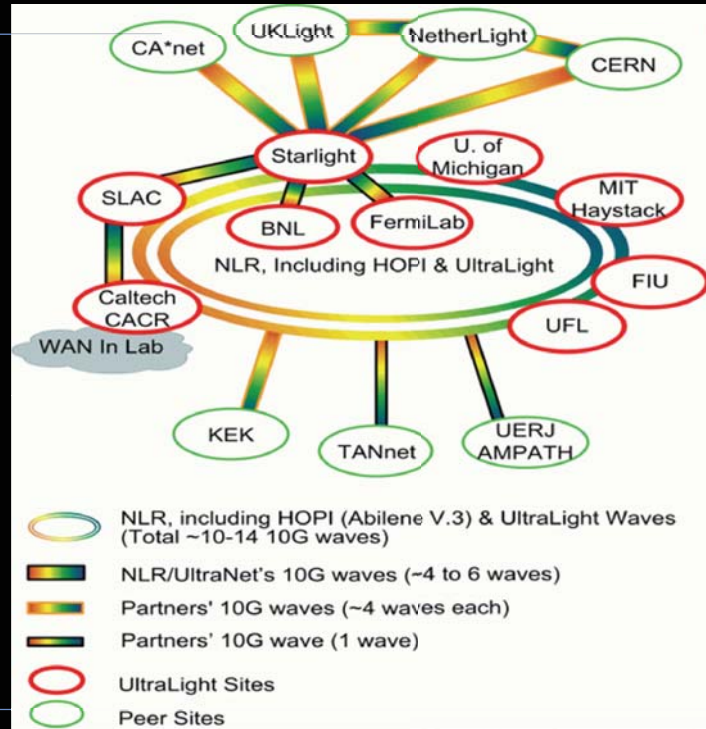 UKLight
CA*net
NetherLight
CERN
Starlight
U. of
Michigan
SLAC
MIT
Haystack
BNL
FermiLab
NLR, Including HOPI & UltraLight
FIU
Caltech
CACR
UFL
WAN In Lab
KEK
TANnet
UERJ
AMPATH
NLR, including HOPI (Abilene V.3) & UltraLight Waves
(Total ~10-14 10G waves)
NLR/UltraNet's 10G waves (~4 to 6 waves)
Partners' 10G waves (~4 waves each)
Partners' 10G wave (1 wave)
UltraLight Sites
Peer Sites